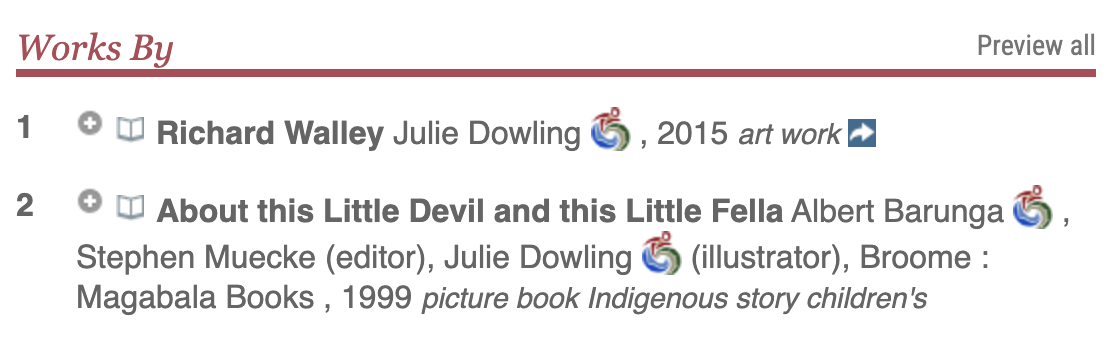 Works By
Preview all
1 Richard Walley Julie Dowling , 2015 art work
2 About this Little Devil and this Little Fella Albert Barunga ,
Stephen Muecke (editor), Julie Dowling (illustrator), Broome :
Magabala Books , 1999 picture book Indigenous story children's